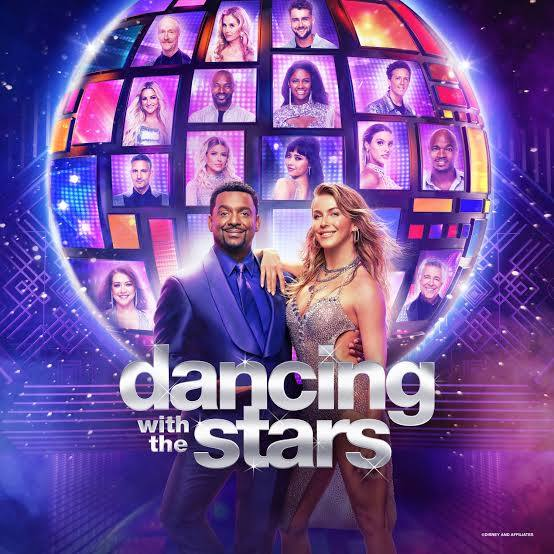 dancing
with
the stars
©DISNEY AND AFFILIATES